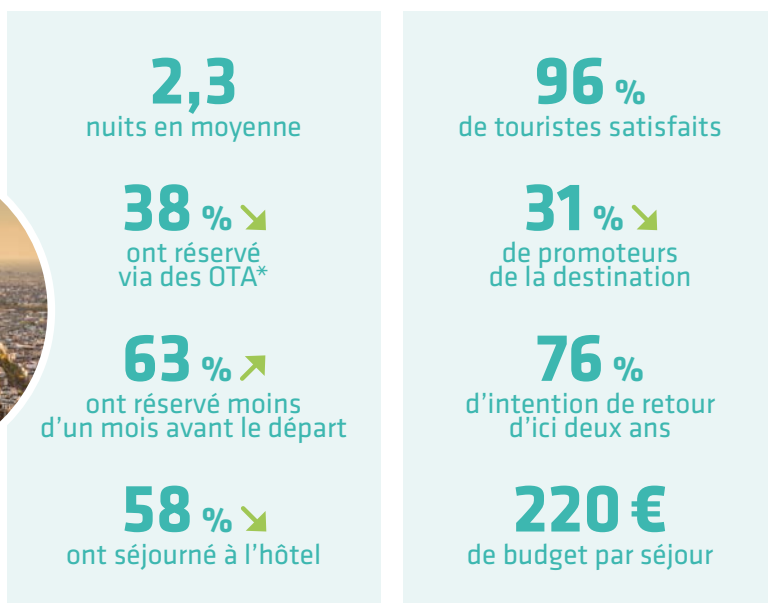 2,3
nuits en moyenne
38 %
ont réservé
via des OTA*
63 %
ont réservé moins
d'un mois avant le départ
58 %
ont séjourné à l'hôtel
96 %
de touristes satisfaits
31 %
de promoteurs
de la destination
76 %
d'intention de retour
d'ici deux ans
220 €
de budget par séjour